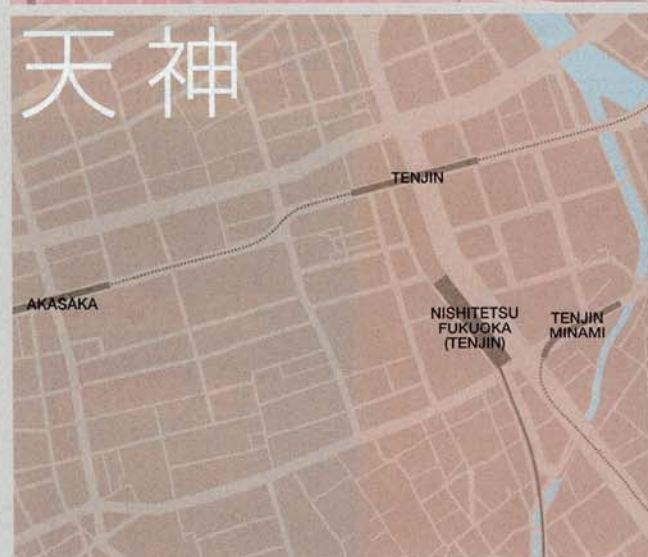 天神
TENJIN
AKASAKA
NISHITETSU
FUKUOKA
(TENJIN)
TENJIN
MINAMI